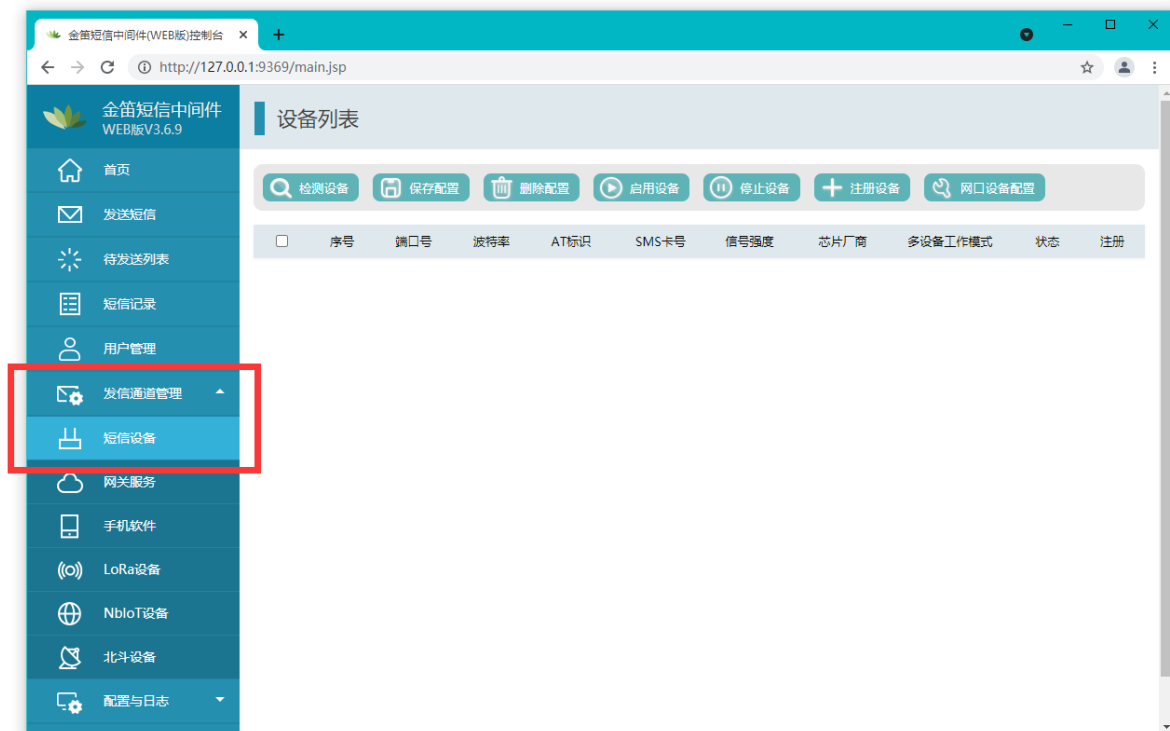 金笛短信中间件(WEB版)控制台
http://127.0.0.1:9369/main.jsp
金笛短信中间件
WEB版V3.6.9
首页
发送短信
待发送列表
短信记录
用户管理
发信通道管理
短信设备
网关服务
手机软件
LoRa设备
NbIoT设备
北斗设备
配置与日志
设备列表
检测设备 保存配置 删除配置 启用设备 停止设备 注册设备 网口设备配置
序号 端口号 波特率 AT标识 SMS卡号 信号强度 芯片厂商 多设备工作模式 状态 注册